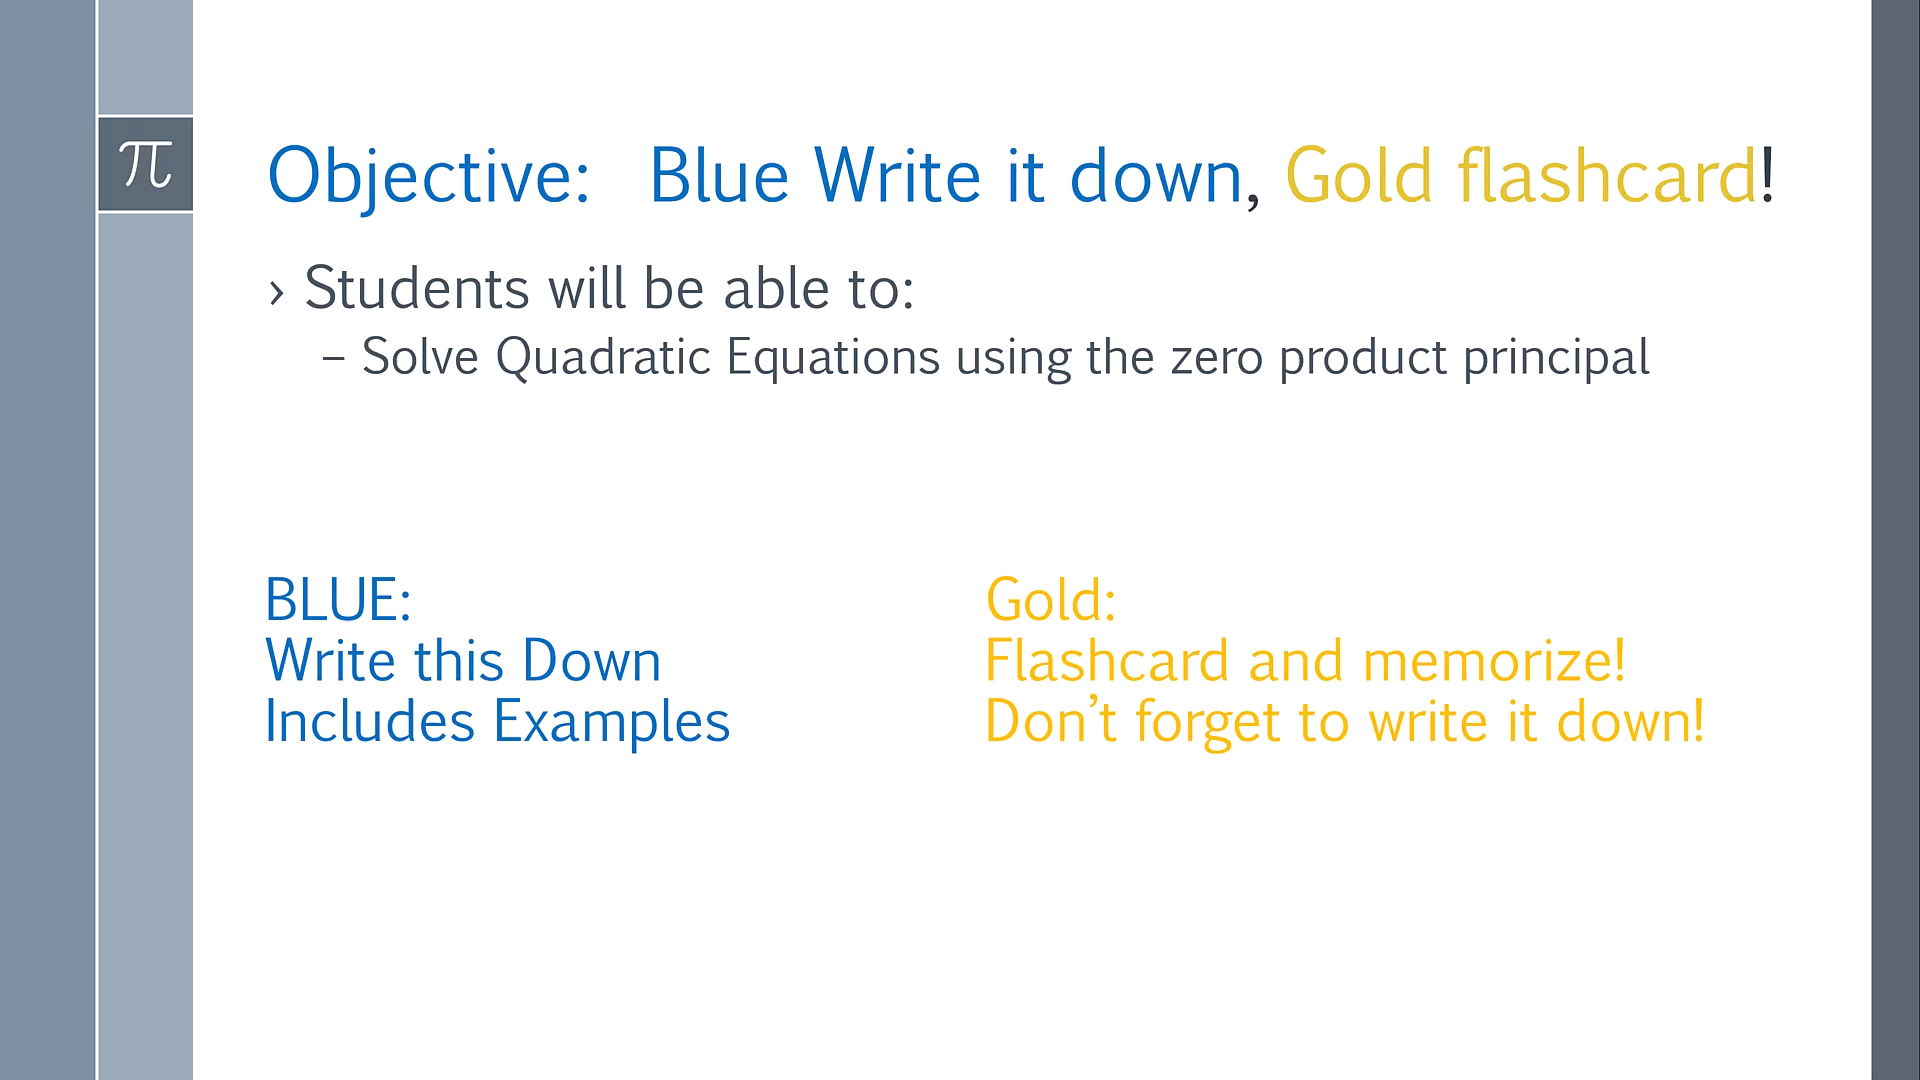 π
Objective: Blue Write it down, Gold flashcard!
› Students will be able to:
– Solve Quadratic Equations using the zero product principal
BLUE:
Write this Down
Includes Examples
Gold:
Flashcard and memorize!
Don’t forget to write it down!